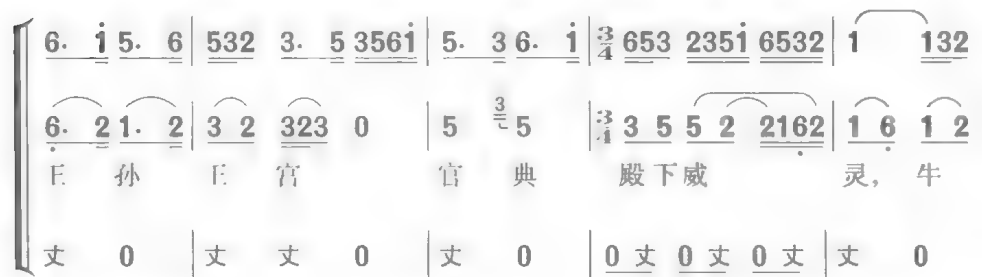 6. i 5. 6 | 532 3. 5 3561̇ | 5. 3 6. i | 3/4 653 2351̇ 6532 | 1 132
6. 2 1. 2 | 3 2 323 0 | 5 3 5 | 3/4 3 5 5 2 2162 | 1 6 1 2
王 孙 王 宫 官 典 殿下威 灵, 牛
丈 0 | 丈 丈 0 | 丈 0 | 0 丈 0 丈 0 丈 | 丈 0